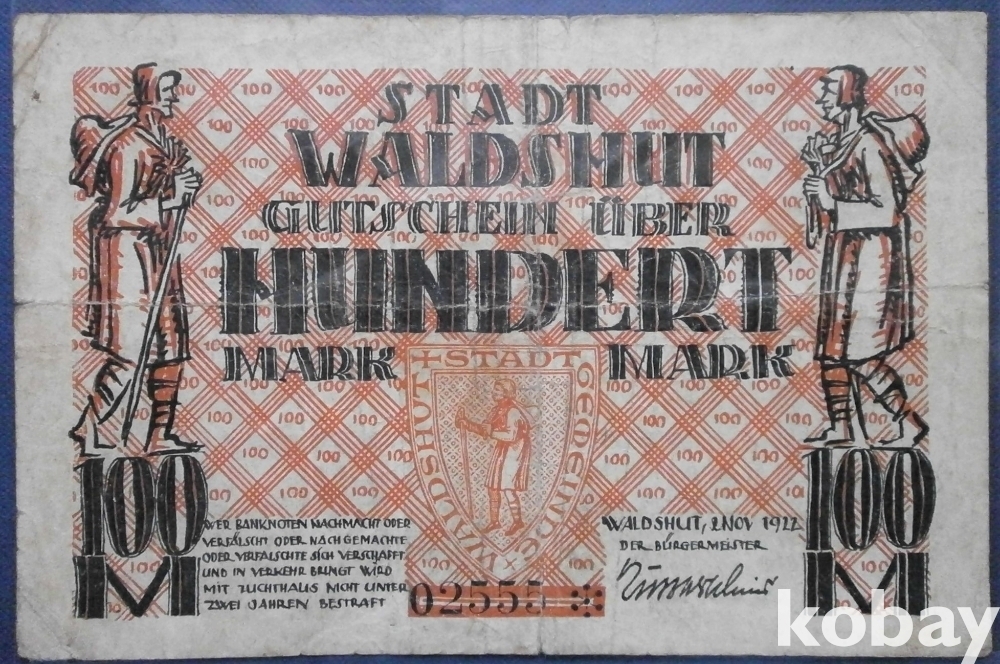 STADT
WALDSHUT
GUTSCHEIN ÜBER
HUNDERT
MARK MARK
STADTGEMEINDE WALDSHUT
100 M
100 M
WER BANKNOTEN NACHMACHT ODER
VERFÄLSCHT ODER NACHGEMACHTE
ODER VERFÄLSCHTE SICH VERSCHAFFT
UND IN VERKEHR BRINGT WIRD
MIT ZUCHTHAUS NICHT UNTER
ZWEI JAHREN BESTRAFT
02555
WALDSHUT, 2 NOV 1922
DER BÜRGERMEISTER
kobay